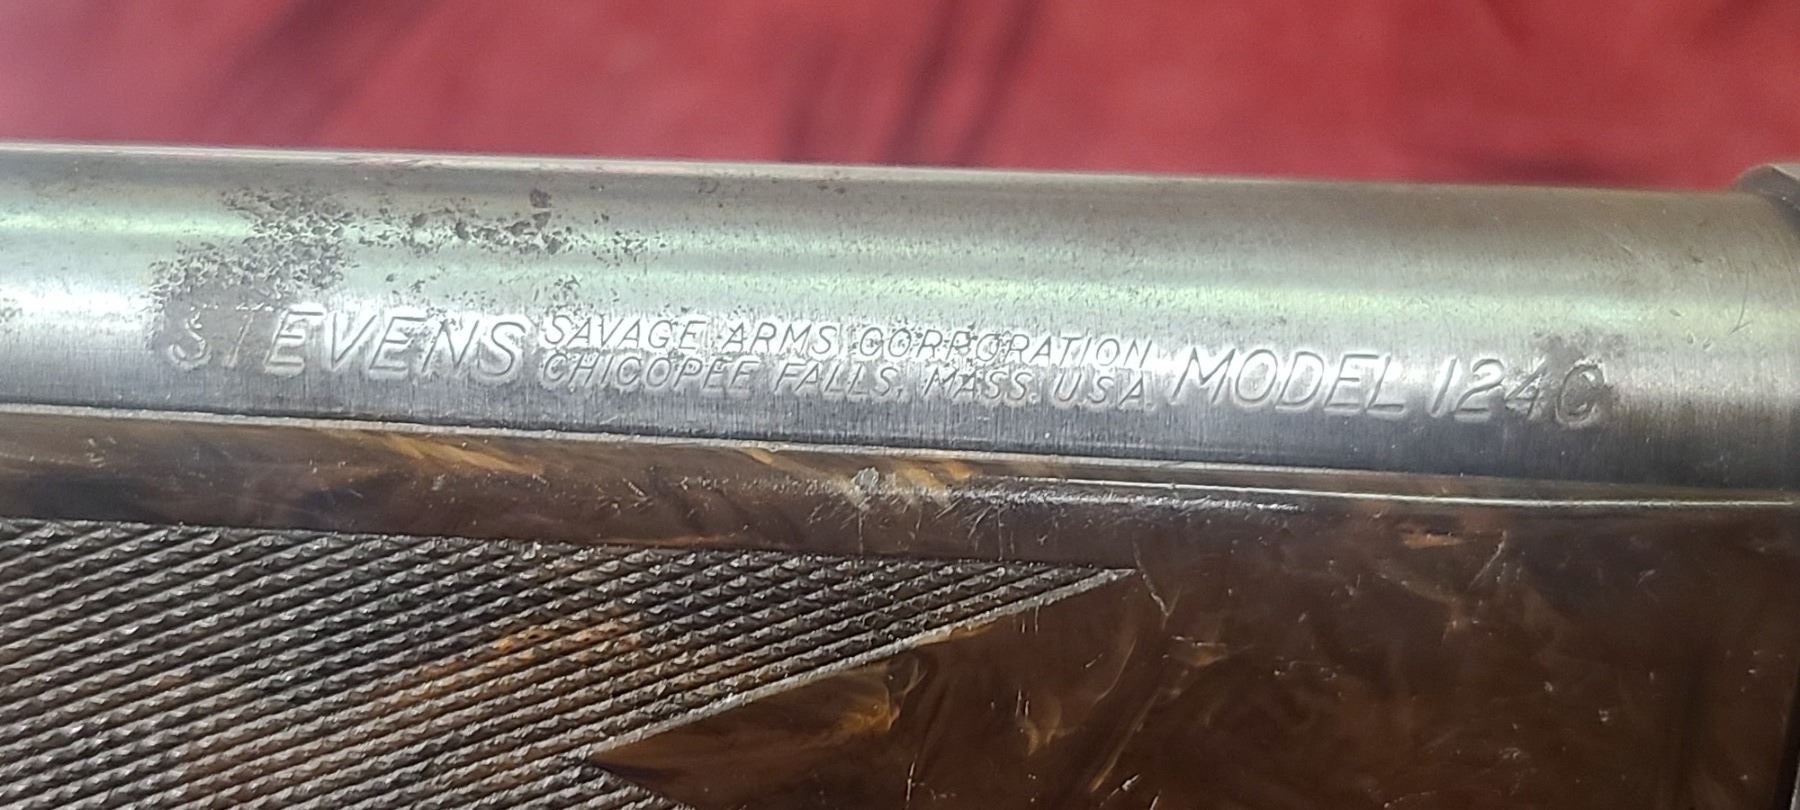 STEVENS SAVAGE ARMS CORPORATION MODEL 124C
CHICOPEE FALLS, MASS. U.S.A.